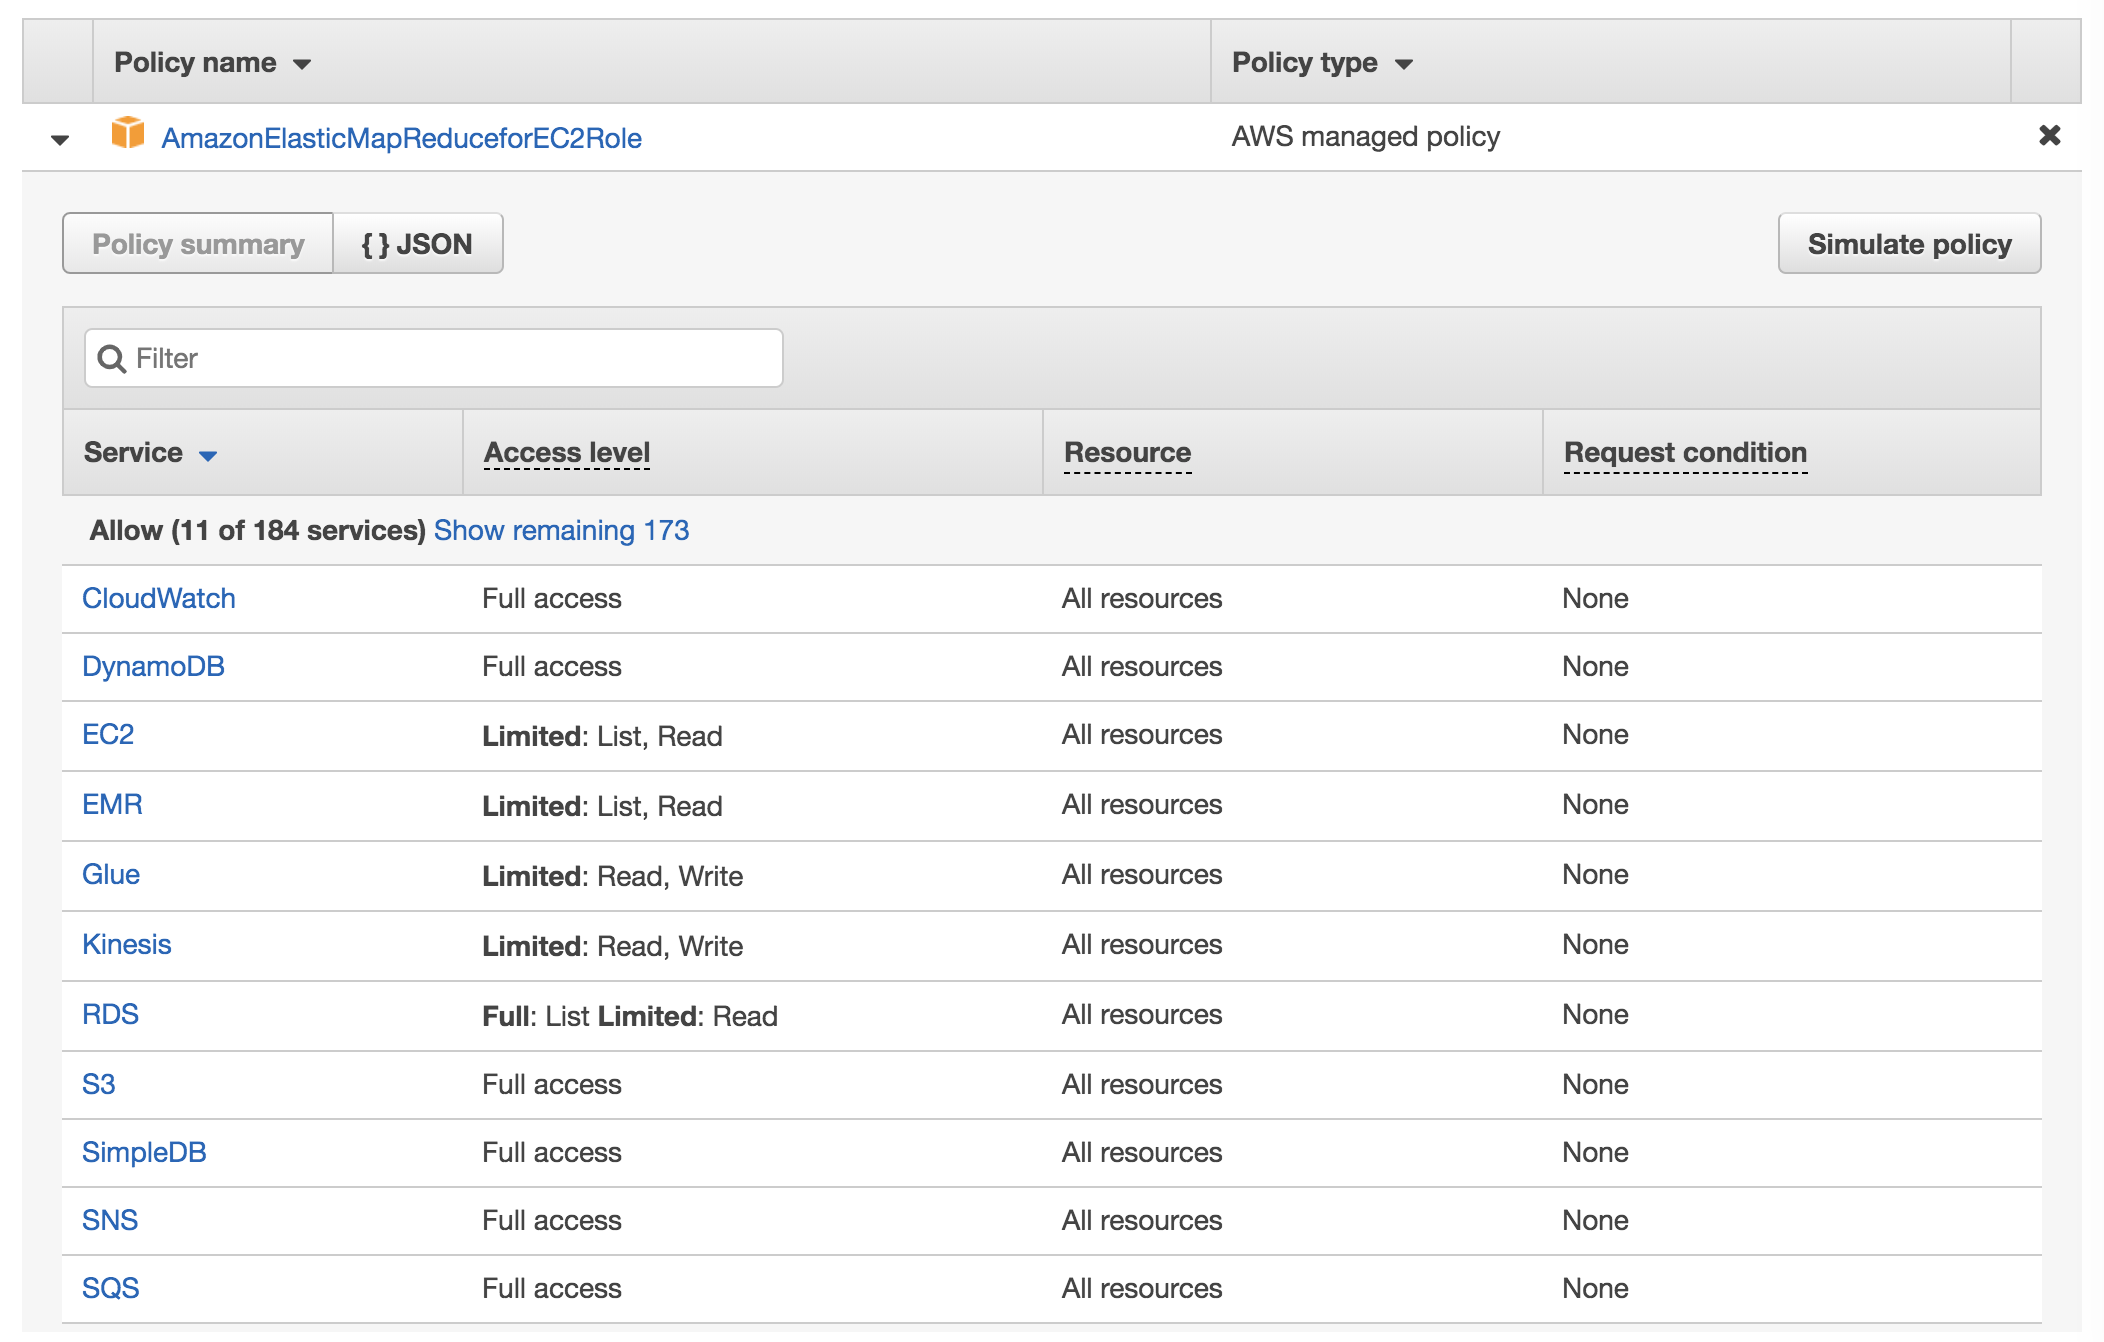 Policy name Policy type
AmazonElasticMapReduceforEC2Role AWS managed policy
Policy summary { } JSON Simulate policy
Filter
Service Access level Resource Request condition
Allow (11 of 184 services) Show remaining 173
CloudWatch Full access All resources None
DynamoDB Full access All resources None
EC2 Limited: List, Read All resources None
EMR Limited: List, Read All resources None
Glue Limited: Read, Write All resources None
Kinesis Limited: Read, Write All resources None
RDS Full: List Limited: Read All resources None
S3 Full access All resources None
SimpleDB Full access All resources None
SNS Full access All resources None
SQS Full access All resources None